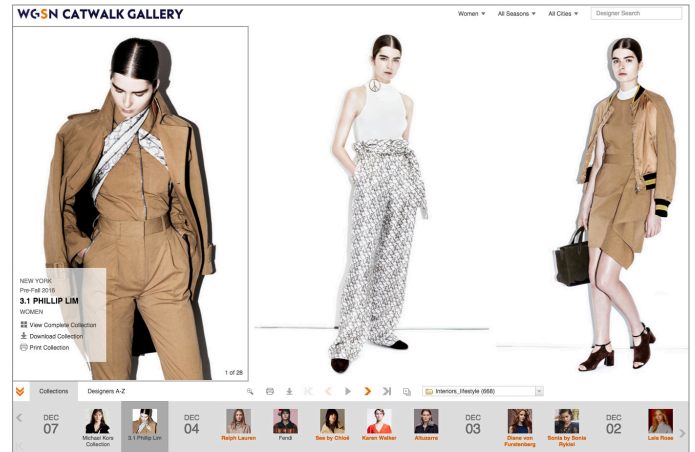 WGSN CATWALK GALLERY
Women
All Seasons
All Cities
Designer Search
NEW YORK
Pre-Fall 2016
3.1 PHILLIP LIM
WOMEN
View Complete Collection
Download Collection
Print Collection
1 of 28
Collections
Designers A-Z
Interiors_lifestyle (668)
DEC
07
Michael Kors
Collection
3.1 Phillip Lim
DEC
04
Ralph Lauren
Fendi
See by Chloé
Karen Walker
Altuzarra
DEC
03
Diane von
Furstenberg
Sonia by Sonia
Rykiel
DEC
02
Lela Rose